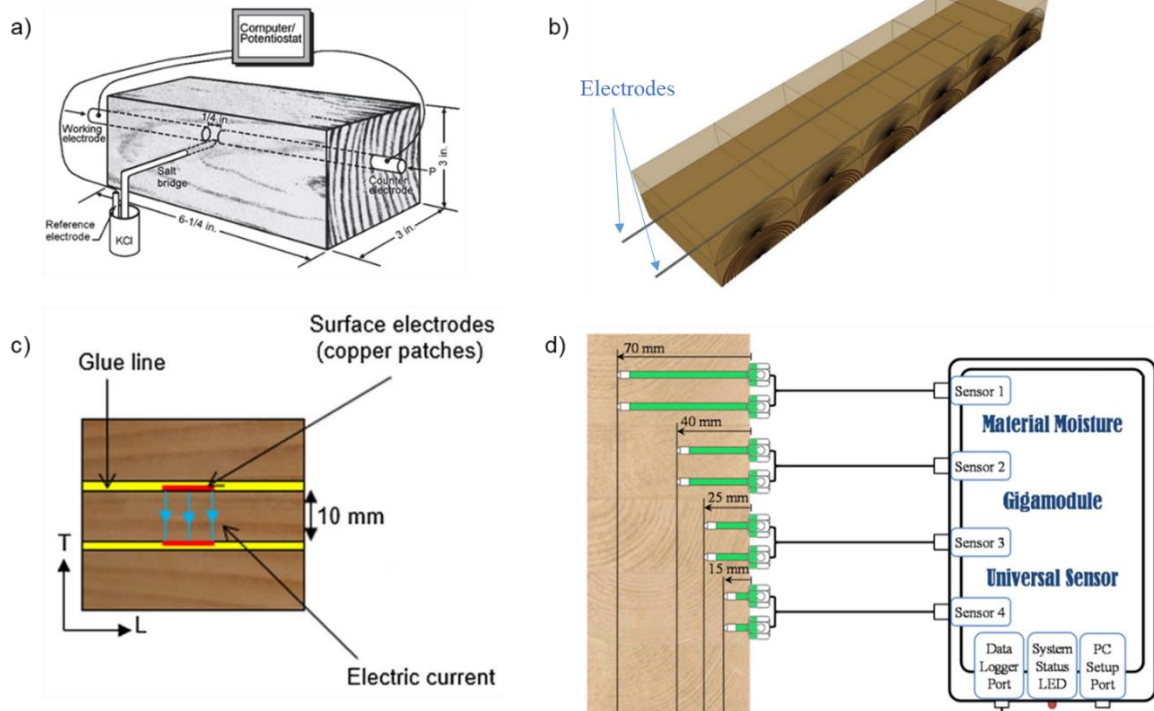 a)
Computer/
Potentiostat
1/4 in.
Working
electrode
Salt
bridge
Counter
electrode
P
3 in.
Reference
electrode
KCl
6-1/4 in.
3 in.
b)
Electrodes
c)
Surface electrodes
(copper patches)
Glue line
10 mm
T
L
Electric current
d)
70 mm
40 mm
25 mm
15 mm
Sensor 1
Material Moisture
Sensor 2
Gigamodule
Sensor 3
Universal Sensor
Sensor 4
Data
Logger
Port
System
Status
LED
PC
Setup
Port